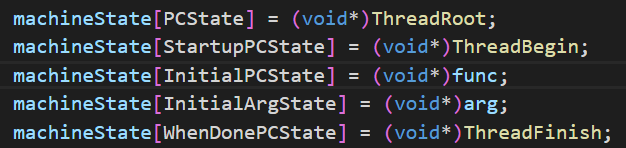 machineState[PCState] = (void*)ThreadRoot;
machineState[StartupPCState] = (void*)ThreadBegin;
machineState[InitialPCState] = (void*)func;
machineState[InitialArgState] = (void*)arg;
machineState[WhenDonePCState] = (void*)ThreadFinish;